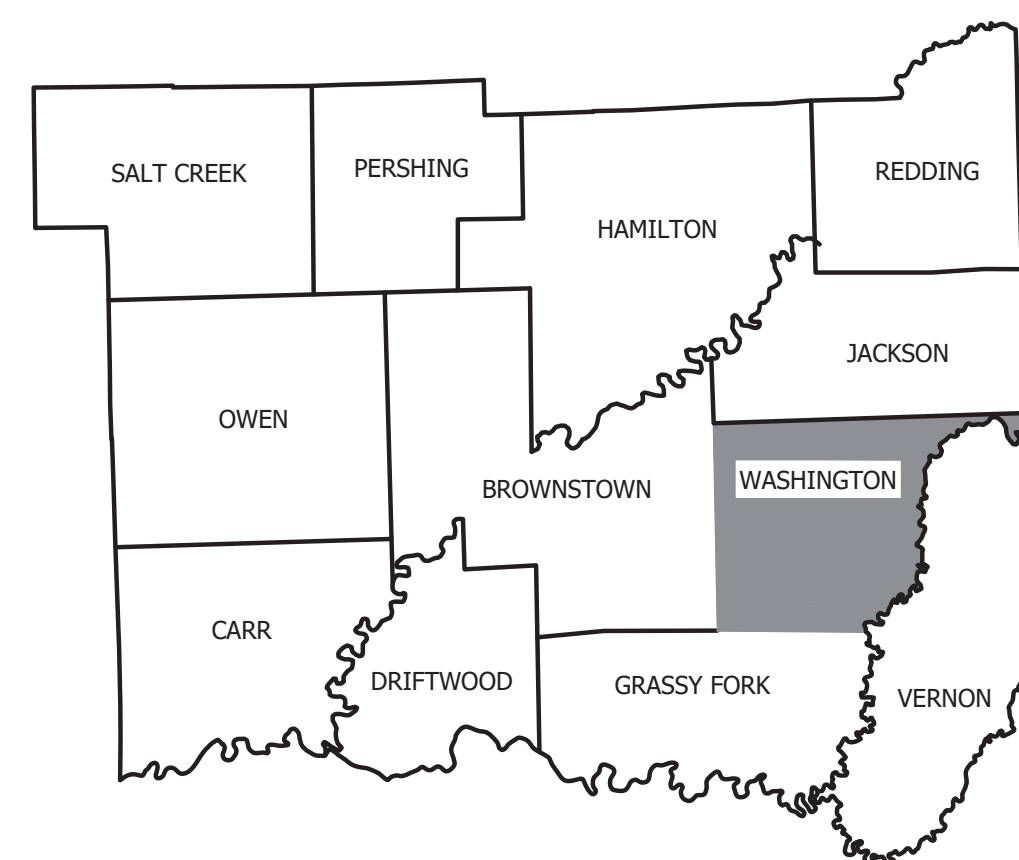 SALT CREEK
PERSHING
REDDING
HAMILTON
JACKSON
OWEN
BROWNSTOWN
WASHINGTON
CARR
DRIFTWOOD
GRASSY FORK
VERNON